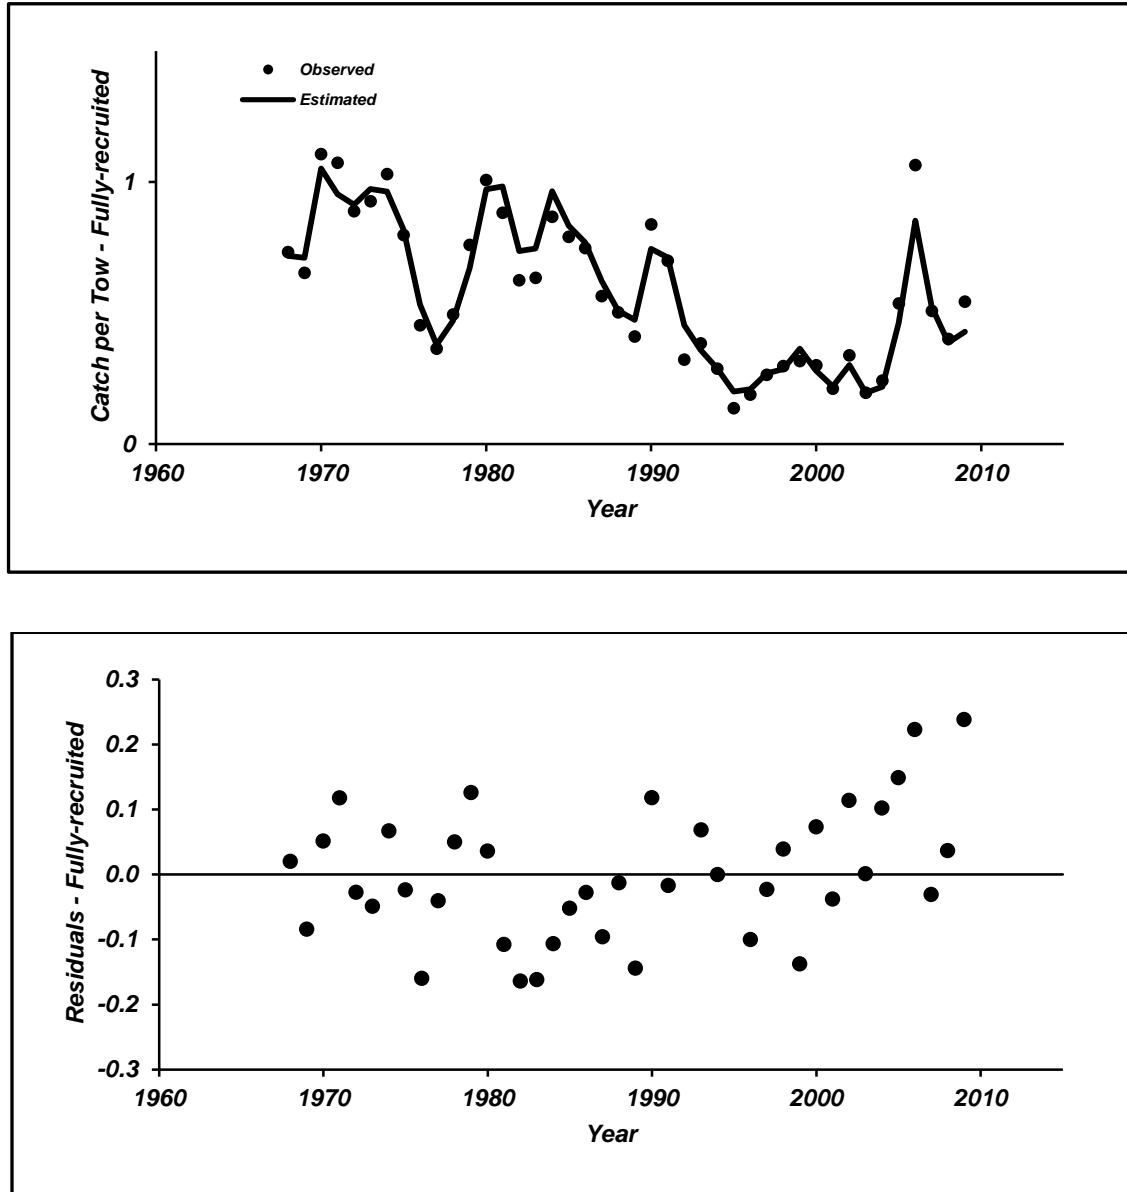 Catch per Tow - Fully-recruited
Observed
Estimated
1
0
1960 1970 1980 1990 2000 2010
Year
Residuals - Fully-recruited
0.3
0.2
0.1
0.0
-0.1
-0.2
-0.3
1960 1970 1980 1990 2000 2010
Year